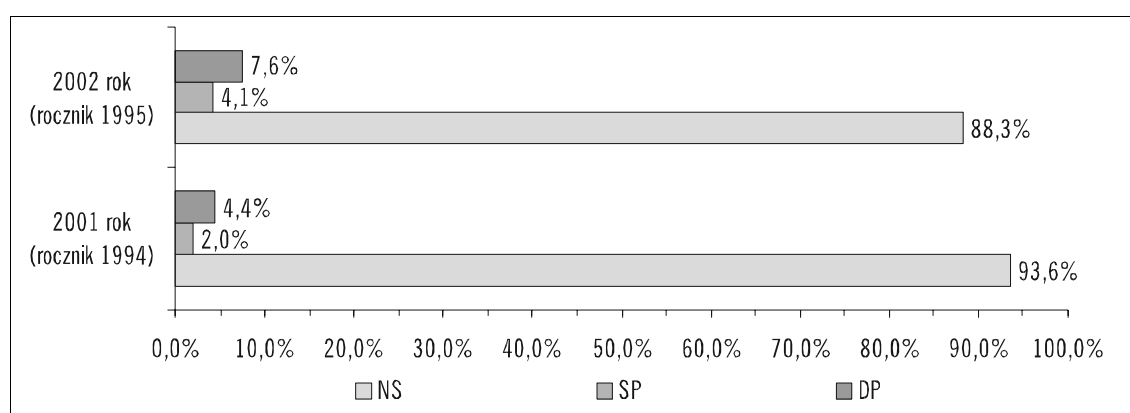 2002 rok
(rocznik 1995)
7,6%
4,1%
88,3%
2001 rok
(rocznik 1994)
4,4%
2,0%
93,6%
0,0% 10,0% 20,0% 30,0% 40,0% 50,0% 60,0% 70,0% 80,0% 90,0% 100,0%
NS SP DP